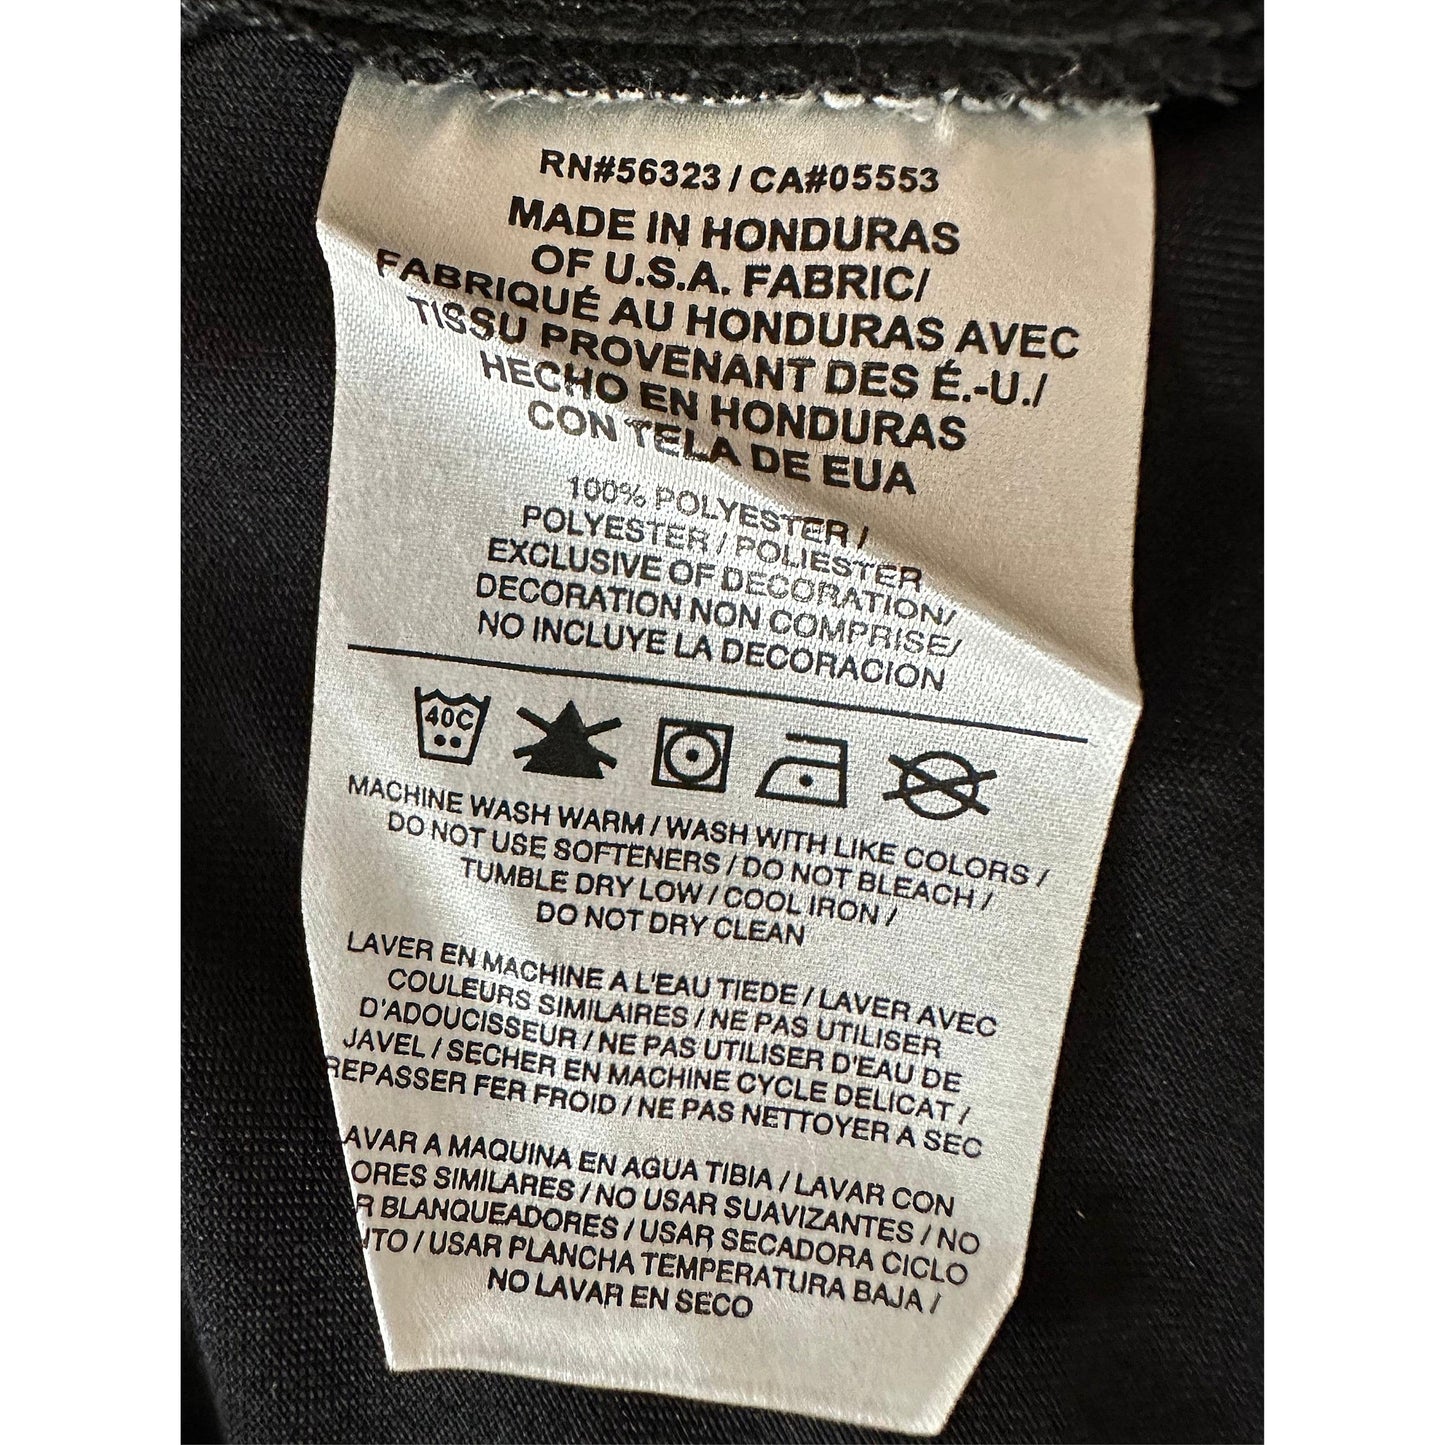 RN#56323 / CA#05553
MADE IN HONDURAS
OF U.S.A. FABRIC/
FABRIQUÉ AU HONDURAS AVEC
TISSU PROVENANT DES É.-U./
HECHO EN HONDURAS
CON TELA DE EUA
100% POLYESTER /
POLYESTER / POLIESTER
EXCLUSIVE OF DECORATION/
DECORATION NON COMPRISE/
NO INCLUYE LA DECORACION
40C
MACHINE WASH WARM / WASH WITH LIKE COLORS /
DO NOT USE SOFTENERS / DO NOT BLEACH /
TUMBLE DRY LOW / COOL IRON /
DO NOT DRY CLEAN
LAVER EN MACHINE A L'EAU TIEDE / LAVER AVEC
COULEURS SIMILAIRES / NE PAS UTILISER
D'ADOUCISSEUR / NE PAS UTILISER D'EAU DE
JAVEL / SECHER EN MACHINE CYCLE DELICAT /
REPASSER FER FROID / NE PAS NETTOYER A SEC
AVAR A MAQUINA EN AGUA TIBIA / LAVAR CON
ORES SIMILARES / NO USAR SUAVIZANTES / NO
R BLANQUEADORES / USAR SECADORA CICLO
UTO / USAR PLANCHA TEMPERATURA BAJA /
NO LAVAR EN SECO